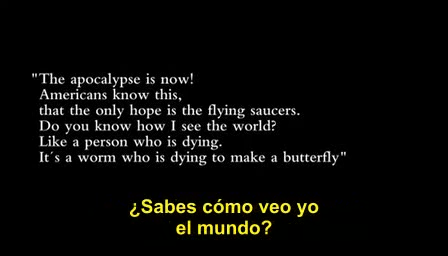 "The apocalypse is now!
Americans know this,
that the only hope is the flying saucers.
Do you know how I see the world?
Like a person who is dying.
It´s a worm who is dying to make a butterfly"
¿Sabes cómo veo yo
el mundo?